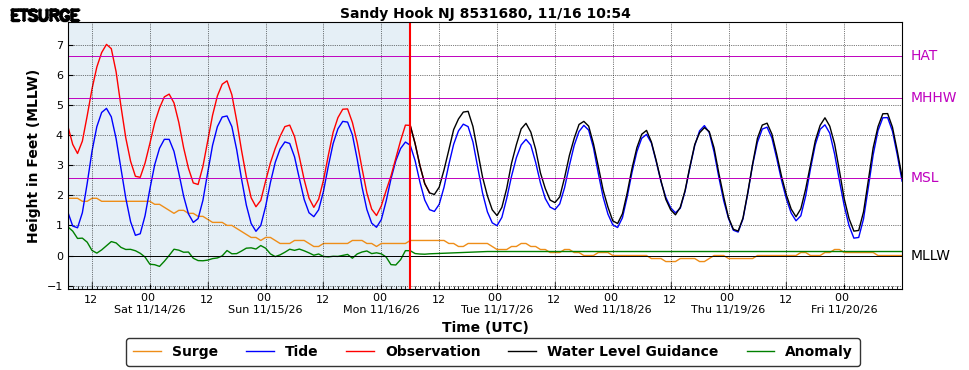 ETSURGE
Sandy Hook NJ 8531680, 11/16 10:54
Height in Feet (MLLW)
7
6
5
4
3
2
1
0
−1
HAT
MHHW
MSL
MLLW
12 00 12 00 12 00 12 00 12 00 12 00 12 00
Sat 11/14/26 Sun 11/15/26 Mon 11/16/26 Tue 11/17/26 Wed 11/18/26 Thu 11/19/26 Fri 11/20/26
Time (UTC)
Surge Tide Observation Water Level Guidance Anomaly